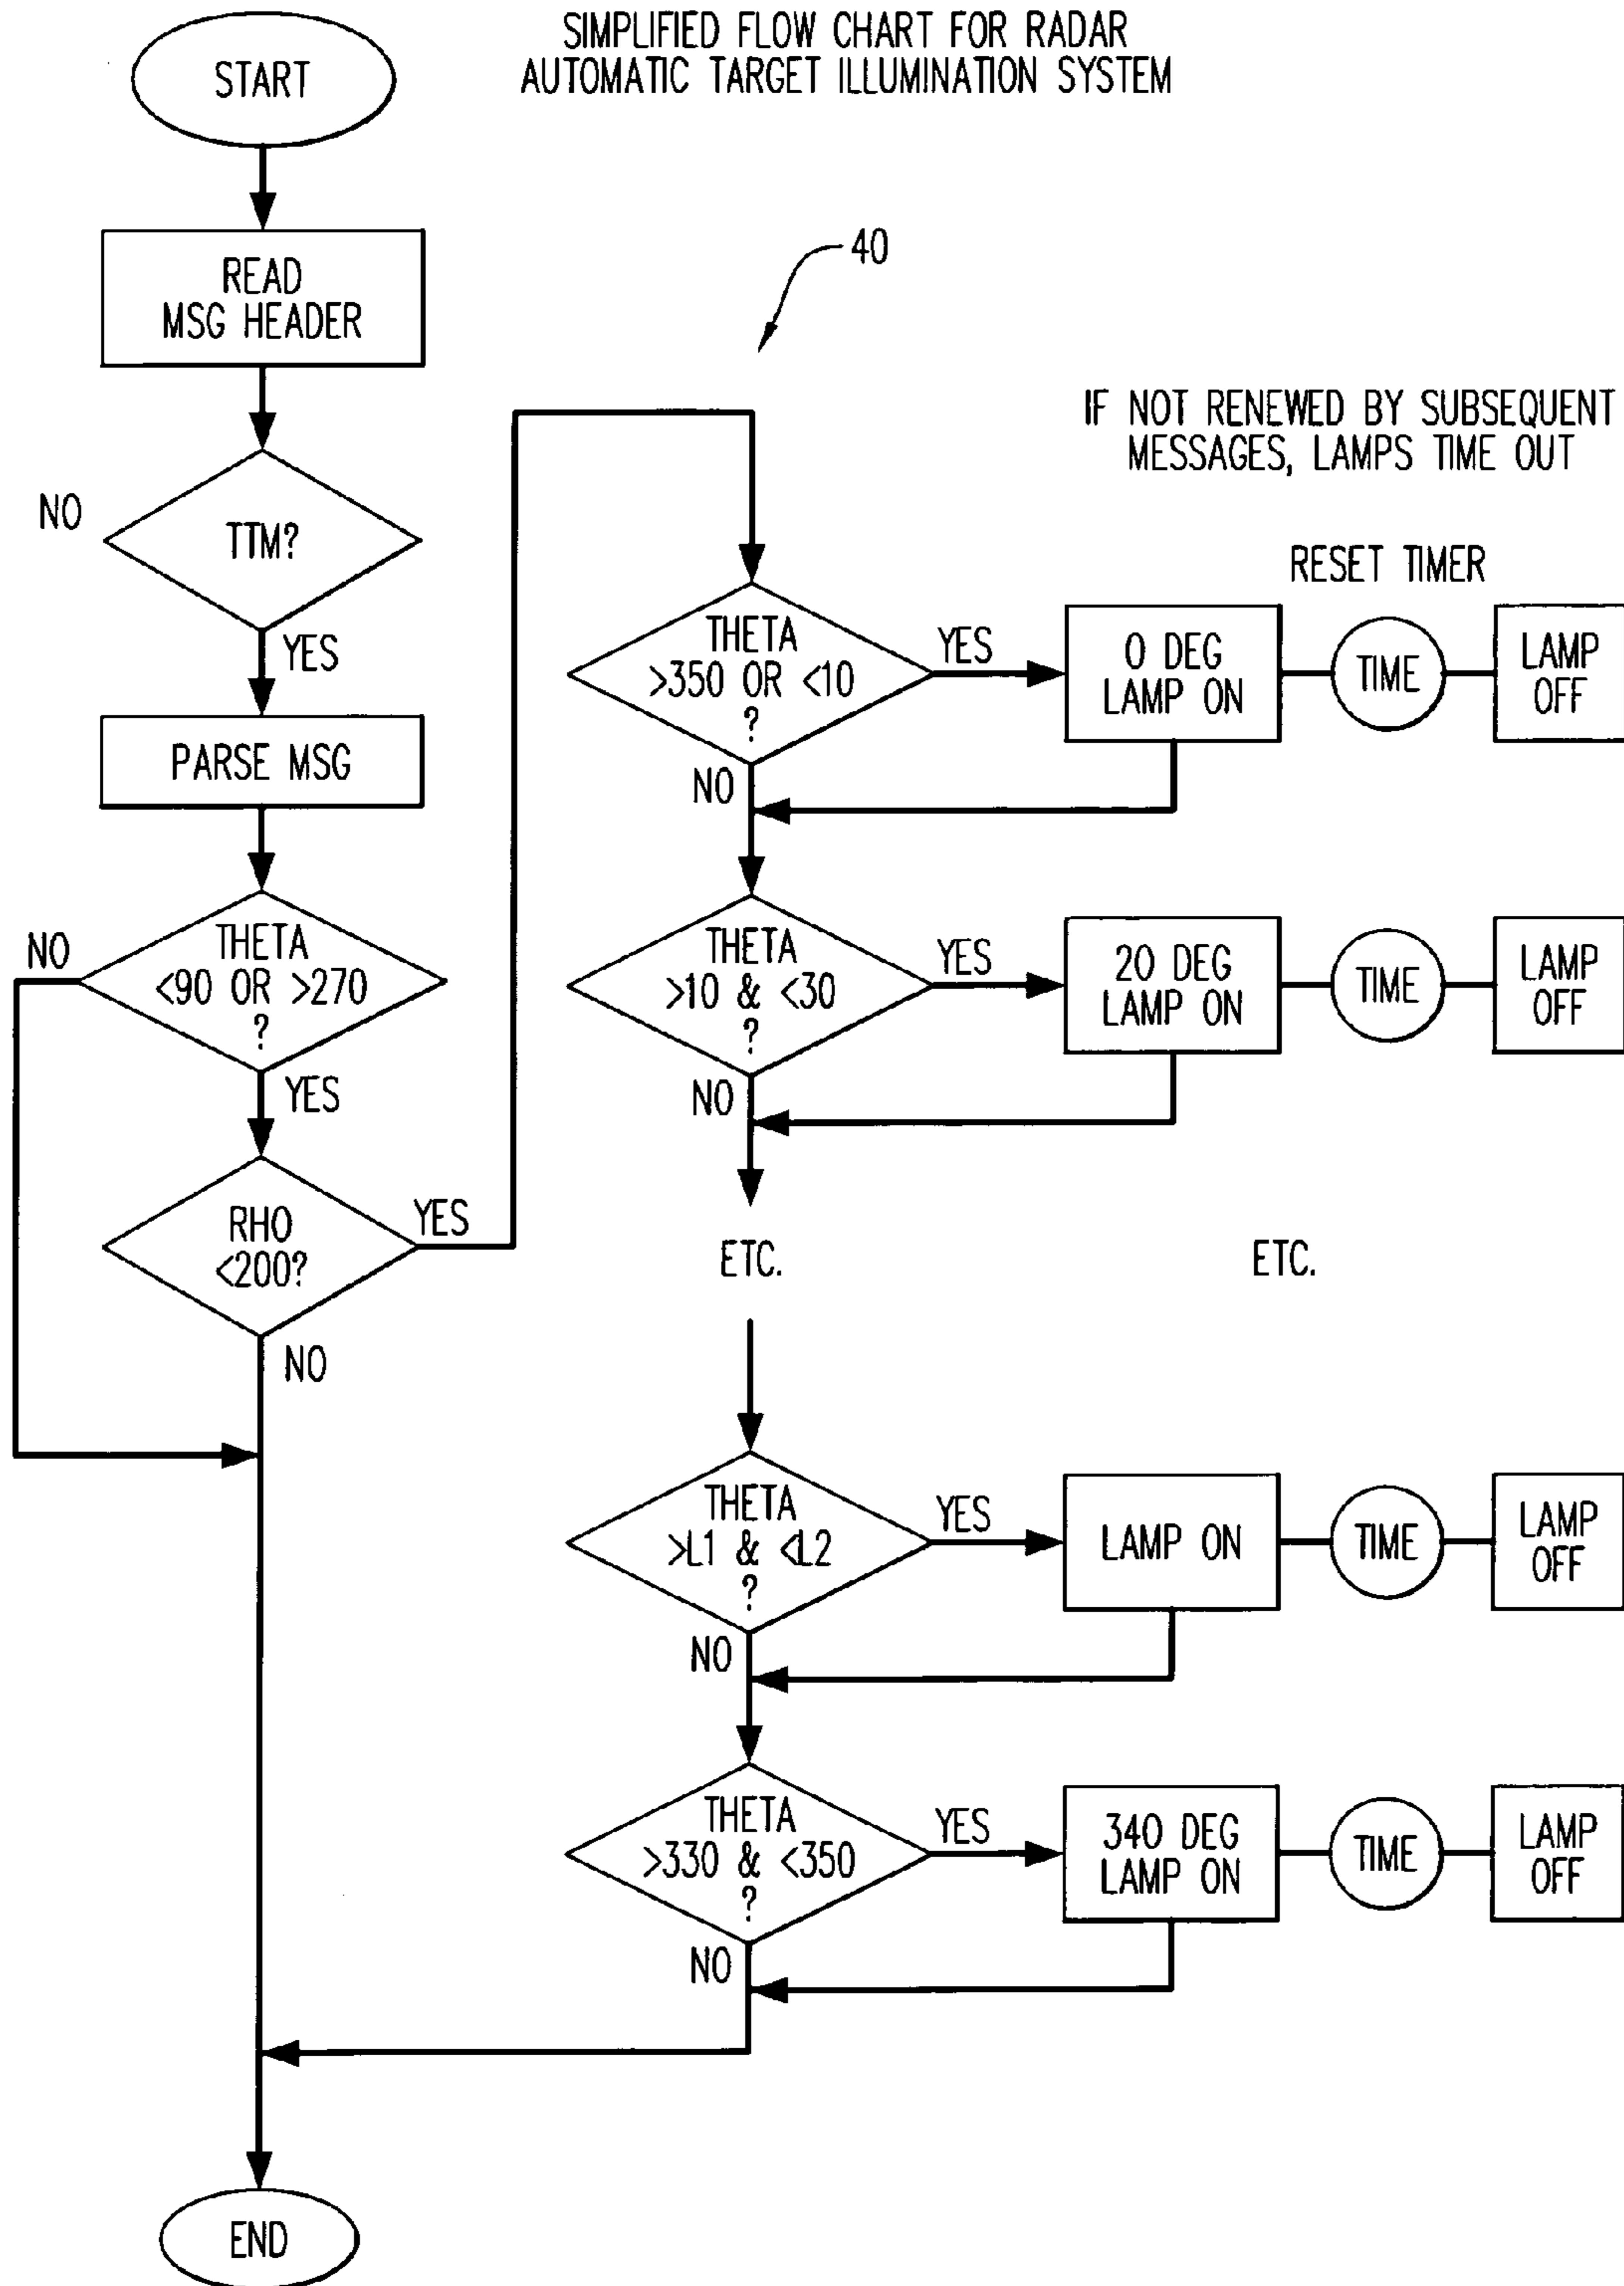 SIMPLIFIED FLOW CHART FOR RADAR
AUTOMATIC TARGET ILLUMINATION SYSTEM
START
READ
MSG HEADER
40
NO
TTM?
YES
PARSE MSG
NO
THETA
<90 OR >270
?
YES
RHO
<200?
YES
NO
IF NOT RENEWED BY SUBSEQUENT
MESSAGES, LAMPS TIME OUT
RESET TIMER
THETA
>350 OR <10
?
YES
0 DEG
LAMP ON
TIME
LAMP
OFF
NO
THETA
>10 & <30
?
YES
20 DEG
LAMP ON
TIME
LAMP
OFF
NO
ETC.
ETC.
THETA
>L1 & <L2
?
YES
LAMP ON
TIME
LAMP
OFF
NO
THETA
>330 & <350
?
YES
340 DEG
LAMP ON
TIME
LAMP
OFF
NO
END